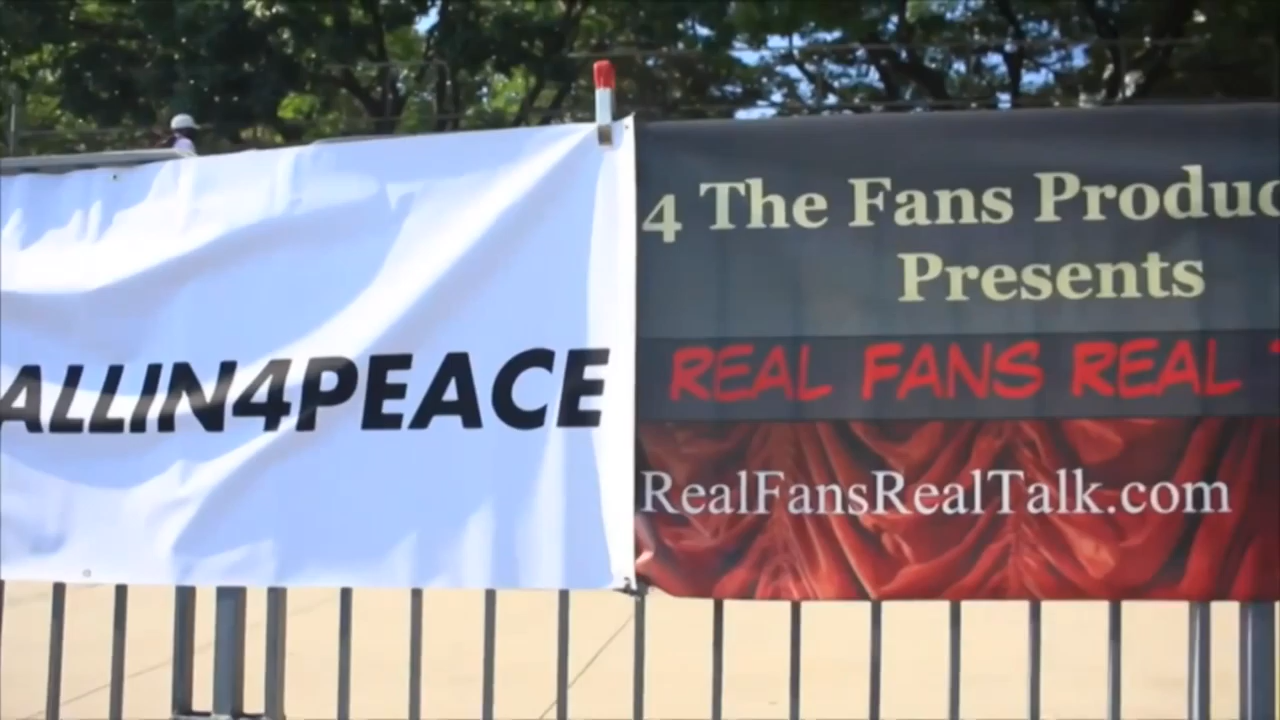 ALLIN4PEACE
4 The Fans Produc
Presents
REAL FANS REAL
RealFansRealTalk.com